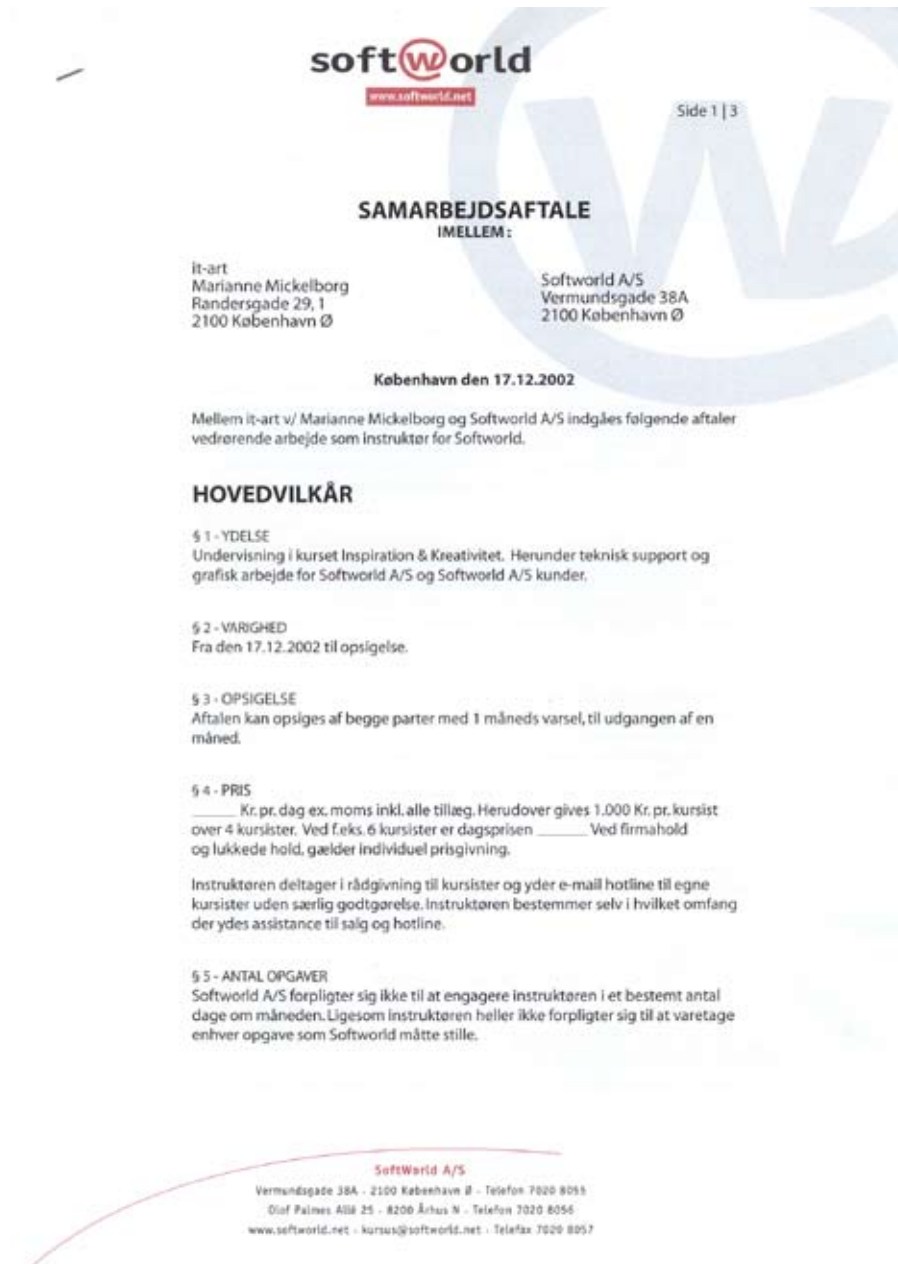 softworld
www.softworld.net
Side 1 | 3
SAMARBEJDSAFTALE
IMELLEM:
it-art
Marianne Mickelborg
Randersgade 29, 1
2100 København Ø
Softworld A/S
Vermundsgade 38A
2100 København Ø
København den 17.12.2002
Mellem it-art v/ Marianne Mickelborg og Softworld A/S indgåes følgende aftaler
vedrørende arbejde som instruktør for Softworld.
HOVEDVILKÅR
§ 1 - YDELSE
Undervisning i kurset Inspiration & Kreativitet. Herunder teknisk support og
grafisk arbejde for Softworld A/S og Softworld A/S kunder.
§ 2 - VARIGHED
Fra den 17.12.2002 til opsigelse.
§ 3 - OPSIGELSE
Aftalen kan opsiges af begge parter med 1 måneds varsel, til udgangen af en
måned.
§ 4 - PRIS
______ Kr. pr. dag ex. moms inkl. alle tillæg. Herudover gives 1.000 Kr. pr. kursist
over 4 kursister. Ved f.eks. 6 kursister er dagsprisen ______ Ved firmahold
og lukkede hold, gælder individuel prisgivning.
Instruktøren deltager i rådgivning til kursister og yder e-mail hotline til egne
kursister uden særlig godtgørelse. Instruktøren bestemmer selv i hvilket omfang
der ydes assistance til salg og hotline.
§ 5 - ANTAL OPGAVER
Softworld A/S forpligter sig ikke til at engagere instruktøren i et bestemt antal
dage om måneden. Ligesom instruktøren heller ikke forpligter sig til at varetage
enhver opgave som Softworld måtte stille.
SoftWorld A/S
Vermundsgade 38A - 2100 København Ø - Telefon 7020 8055
Olof Palmes Allé 25 - 8200 Århus N - Telefon 7020 8056
www.softworld.net - kursus@softworld.net - Telefax 7020 8057